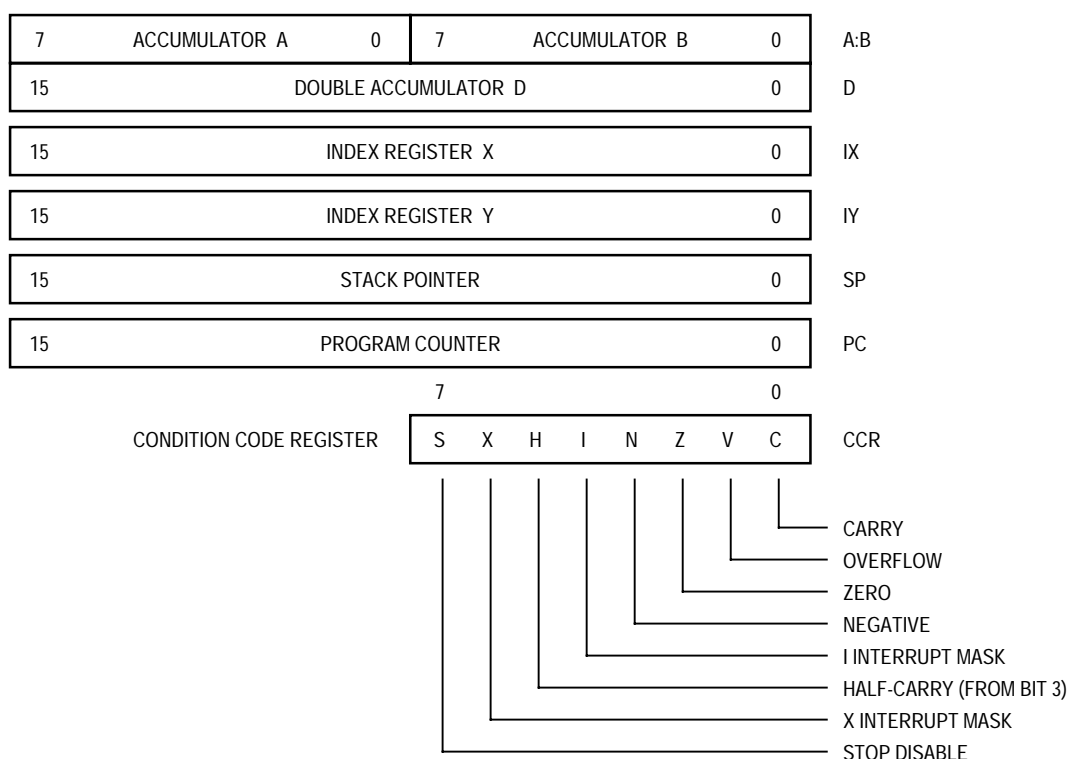 7 ACCUMULATOR A 0 7 ACCUMULATOR B 0 A:B
15 DOUBLE ACCUMULATOR D 0 D
15 INDEX REGISTER X 0 IX
15 INDEX REGISTER Y 0 IY
15 STACK POINTER 0 SP
15 PROGRAM COUNTER 0 PC
7 0
CONDITION CODE REGISTER S X H I N Z V C CCR
CARRY
OVERFLOW
ZERO
NEGATIVE
I INTERRUPT MASK
HALF-CARRY (FROM BIT 3)
X INTERRUPT MASK
STOP DISABLE